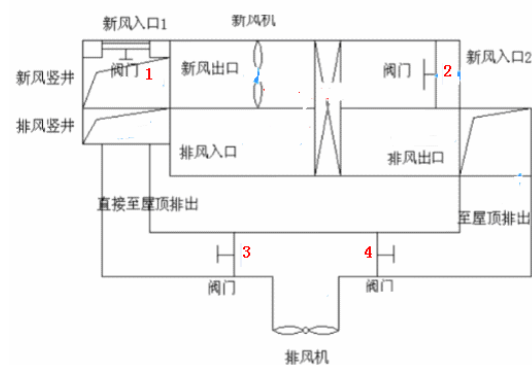 新风入口1
新风机
新风竖井
阀门
1
新风出口
阀门
2
新风入口2
排风竖井
排风入口
排风出口
直接至屋顶排出
至屋顶排出
3
4
阀门
阀门
排风机